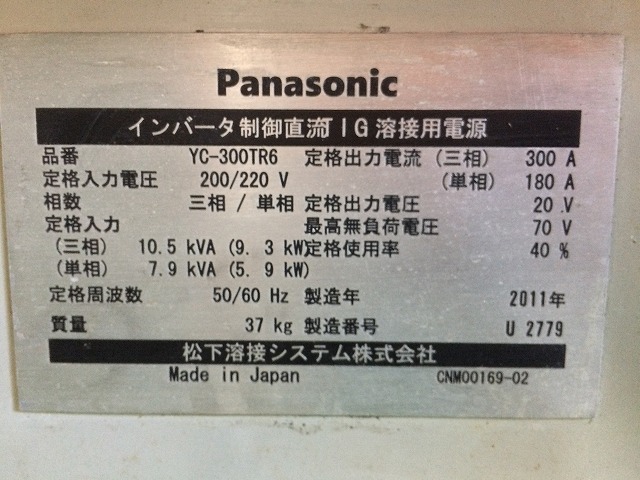 Panasonic
インバータ制御直流TIG溶接用電源
品番 YC-300TR6 定格出力電流 (三相) 300 A
定格入力電圧 200/220 V (単相) 180 A
相数 三相 / 単相 定格出力電圧 20 V
定格入力 最高無負荷電圧 70 V
(三相) 10.5 kVA (9. 3 kW) 定格使用率 40 %
(単相) 7.9 kVA (5. 9 kW)
定格周波数 50/60 Hz 製造年 2011年
質量 37 kg 製造番号 U 2779
松下溶接システム株式会社
Made in Japan CNM00169-02